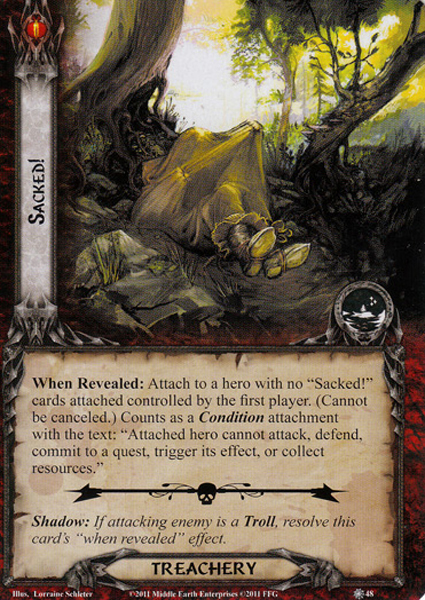 SACKED!
When Revealed: Attach to a hero with no “Sacked!”
cards attached controlled by the first player. (Cannot
be canceled.) Counts as a Condition attachment
with the text: “Attached hero cannot attack, defend,
commit to a quest, trigger its effect, or collect
resources.”
Shadow: If attacking enemy is a Troll, resolve this
card’s “when revealed” effect.
TREACHERY
Illus. Lorraine Schleter ©2011 Middle Earth Enterprises ©2011 FFG 48